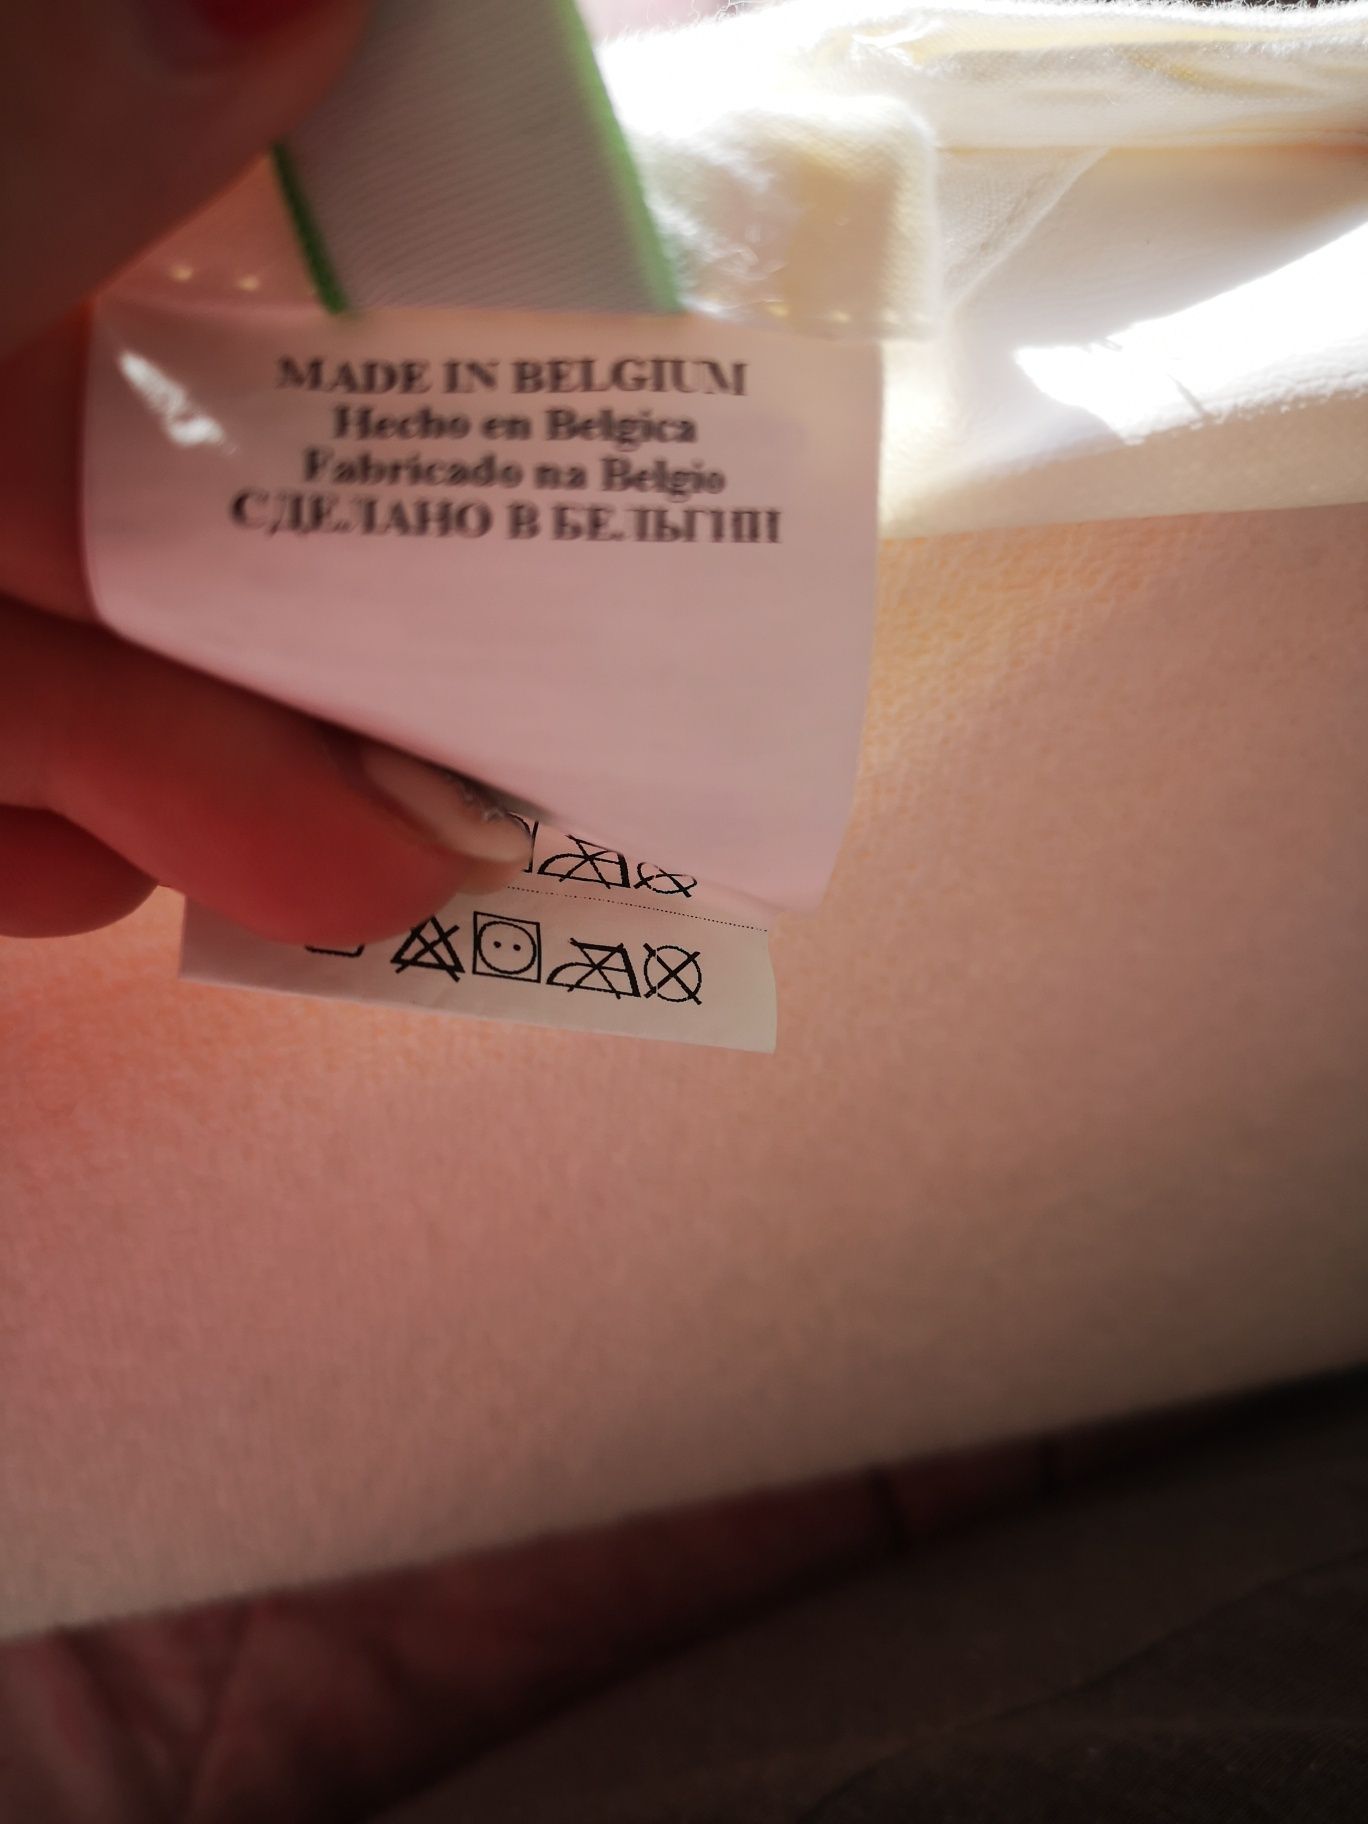 MADE IN BELGIUM
Hecho en Belgica
Fabricado na Belgio
СДЕЛАНО В БЕЛЬГИИ